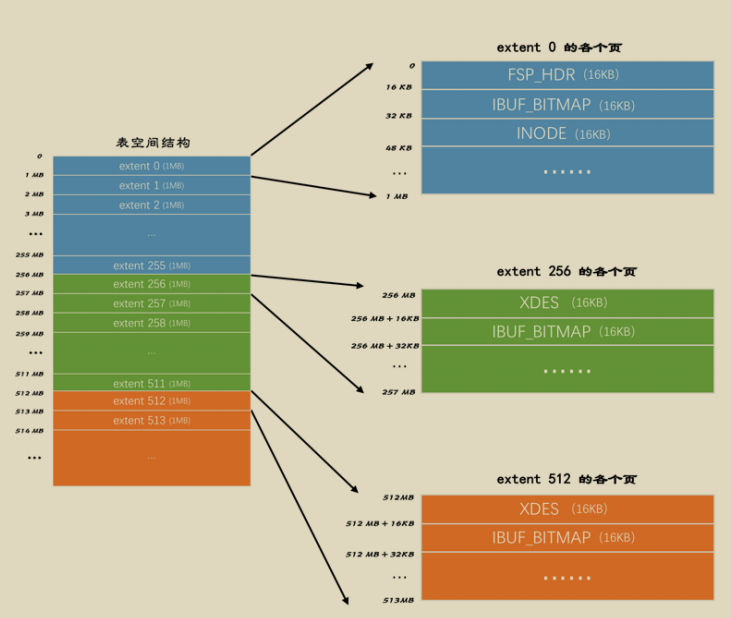 表空间结构
0
extent 0 (1MB)
1 MB
extent 1 (1MB)
2 MB
extent 2 (1MB)
3 MB
...
...
255 MB
extent 255 (1MB)
256 MB
extent 256 (1MB)
257 MB
extent 257 (1MB)
258 MB
extent 258 (1MB)
259 MB
...
...
511 MB
extent 511 (1MB)
512 MB
extent 512 (1MB)
513 MB
extent 513 (1MB)
516 MB
...
...
extent 0 的各个页
0
FSP_HDR (16KB)
16 KB
IBUF_BITMAP (16KB)
32 KB
INODE (16KB)
48 KB
...
......
1 MB
extent 256 的各个页
256 MB
XDES (16KB)
256 MB + 16KB
IBUF_BITMAP (16KB)
256 MB + 32KB
...
......
257 MB
extent 512 的各个页
512MB
XDES (16KB)
512 MB + 16KB
IBUF_BITMAP (16KB)
512 MB + 32KB
...
......
513MB